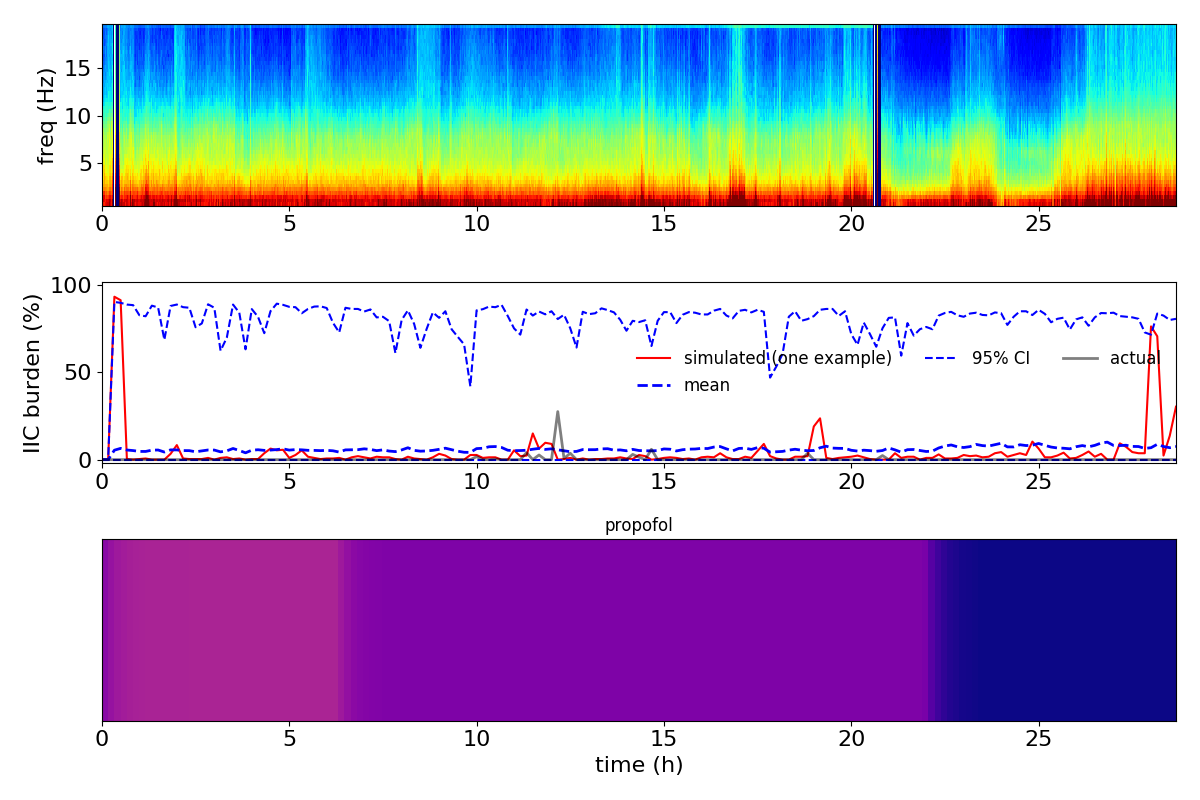 freq (Hz)
15
10
5
0 5 10 15 20 25
IIC burden (%)
100
50
0
simulated (one example) 95% CI actual
mean
0 5 10 15 20 25
propofol
0 5 10 15 20 25
time (h)